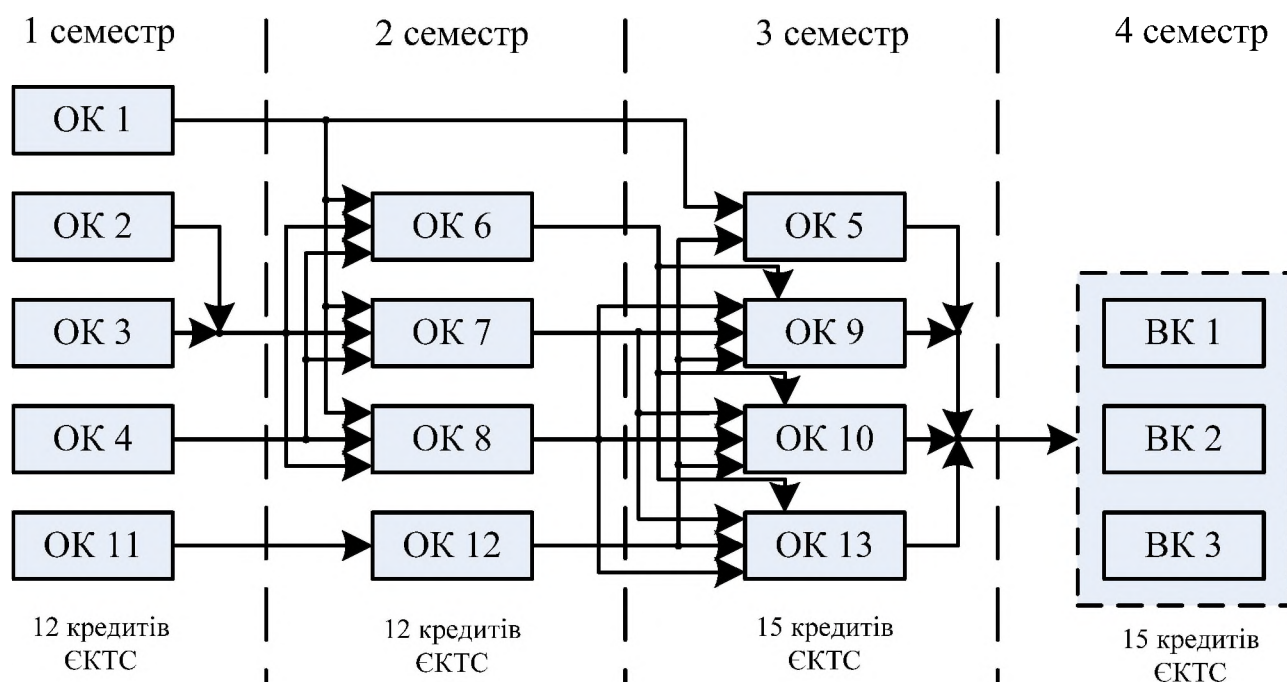 1 семестр
2 семестр
3 семестр
4 семестр
ОК 1
ОК 2
ОК 6
ОК 5
ОК 3
ОК 7
ОК 9
ВК 1
ОК 4
ОК 8
ОК 10
ВК 2
ОК 11
ОК 12
ОК 13
ВК 3
12 кредитів
ЄКТС
12 кредитів
ЄКТС
15 кредитів
ЄКТС
15 кредитів
ЄКТС